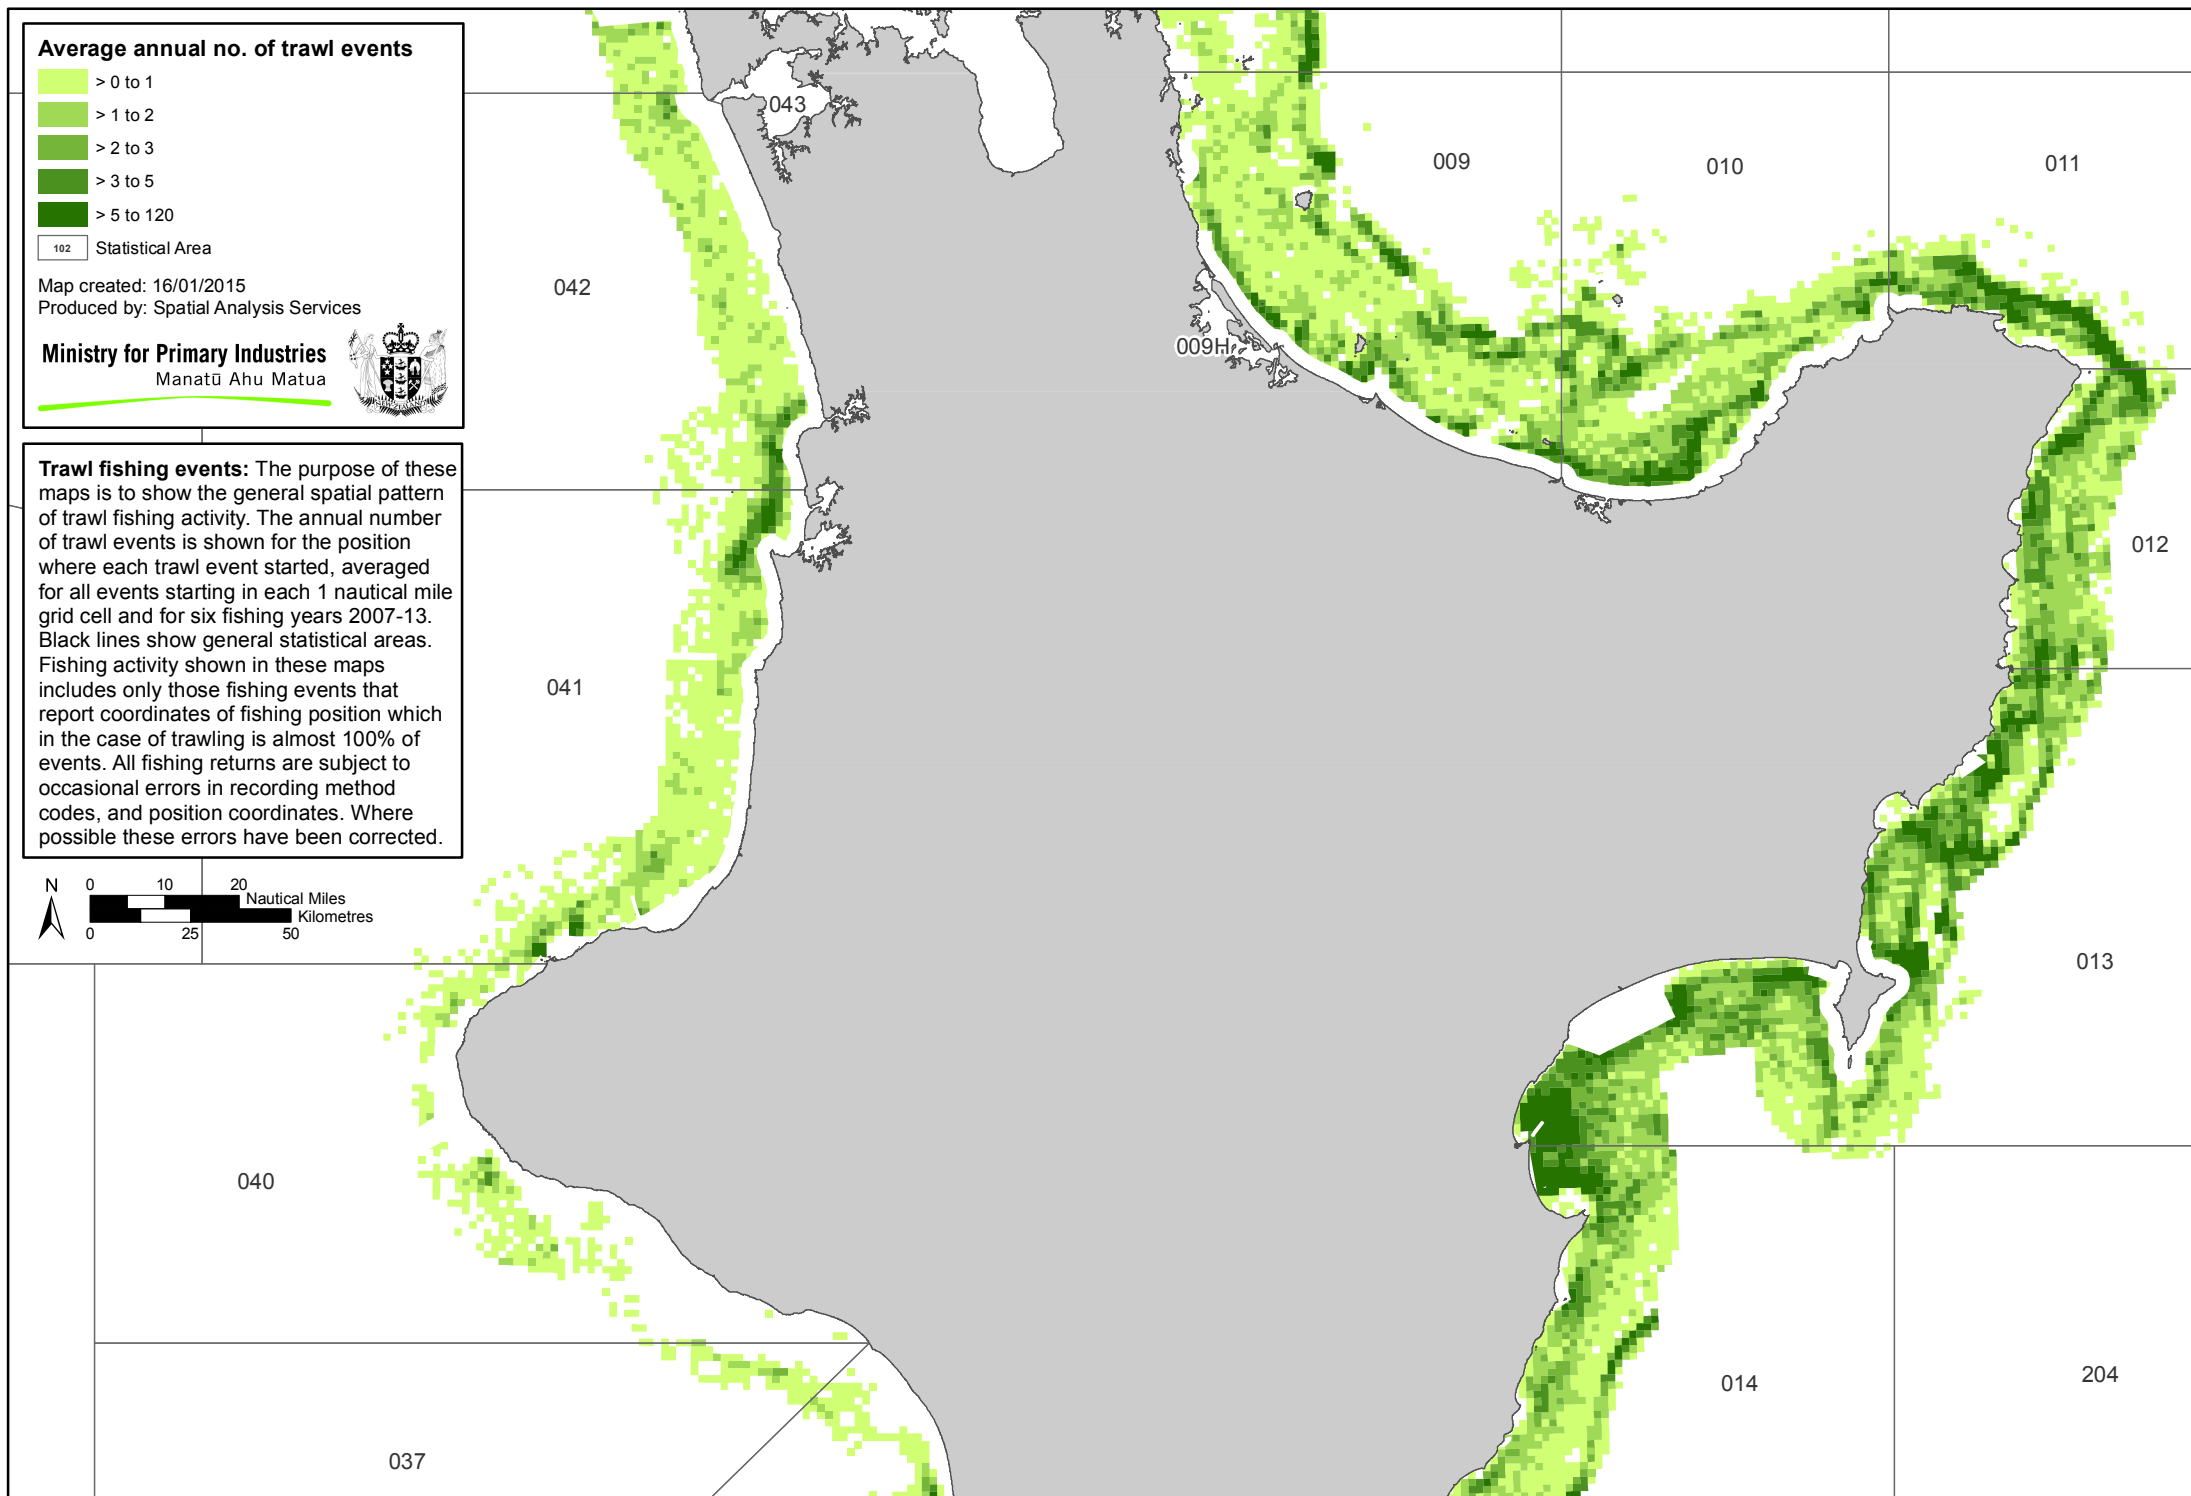 Average annual no. of trawl events
> 0 to 1
> 1 to 2
> 2 to 3
> 3 to 5
> 5 to 120
102 Statistical Area
Map created: 16/01/2015
Produced by: Spatial Analysis Services
Ministry for Primary Industries
Manatū Ahu Matua
NEW ZEALAND
Trawl fishing events: The purpose of these
maps is to show the general spatial pattern
of trawl fishing activity. The annual number
of trawl events is shown for the position
where each trawl event started, averaged
for all events starting in each 1 nautical mile
grid cell and for six fishing years 2007-13.
Black lines show general statistical areas.
Fishing activity shown in these maps
includes only those fishing events that
report coordinates of fishing position which
in the case of trawling is almost 100% of
events. All fishing returns are subject to
occasional errors in recording method
codes, and position coordinates. Where
possible these errors have been corrected.
N
0 10 20
Nautical Miles
Kilometres
0 25 50
043
009
010
011
042
009H
012
041
013
040
014
204
037